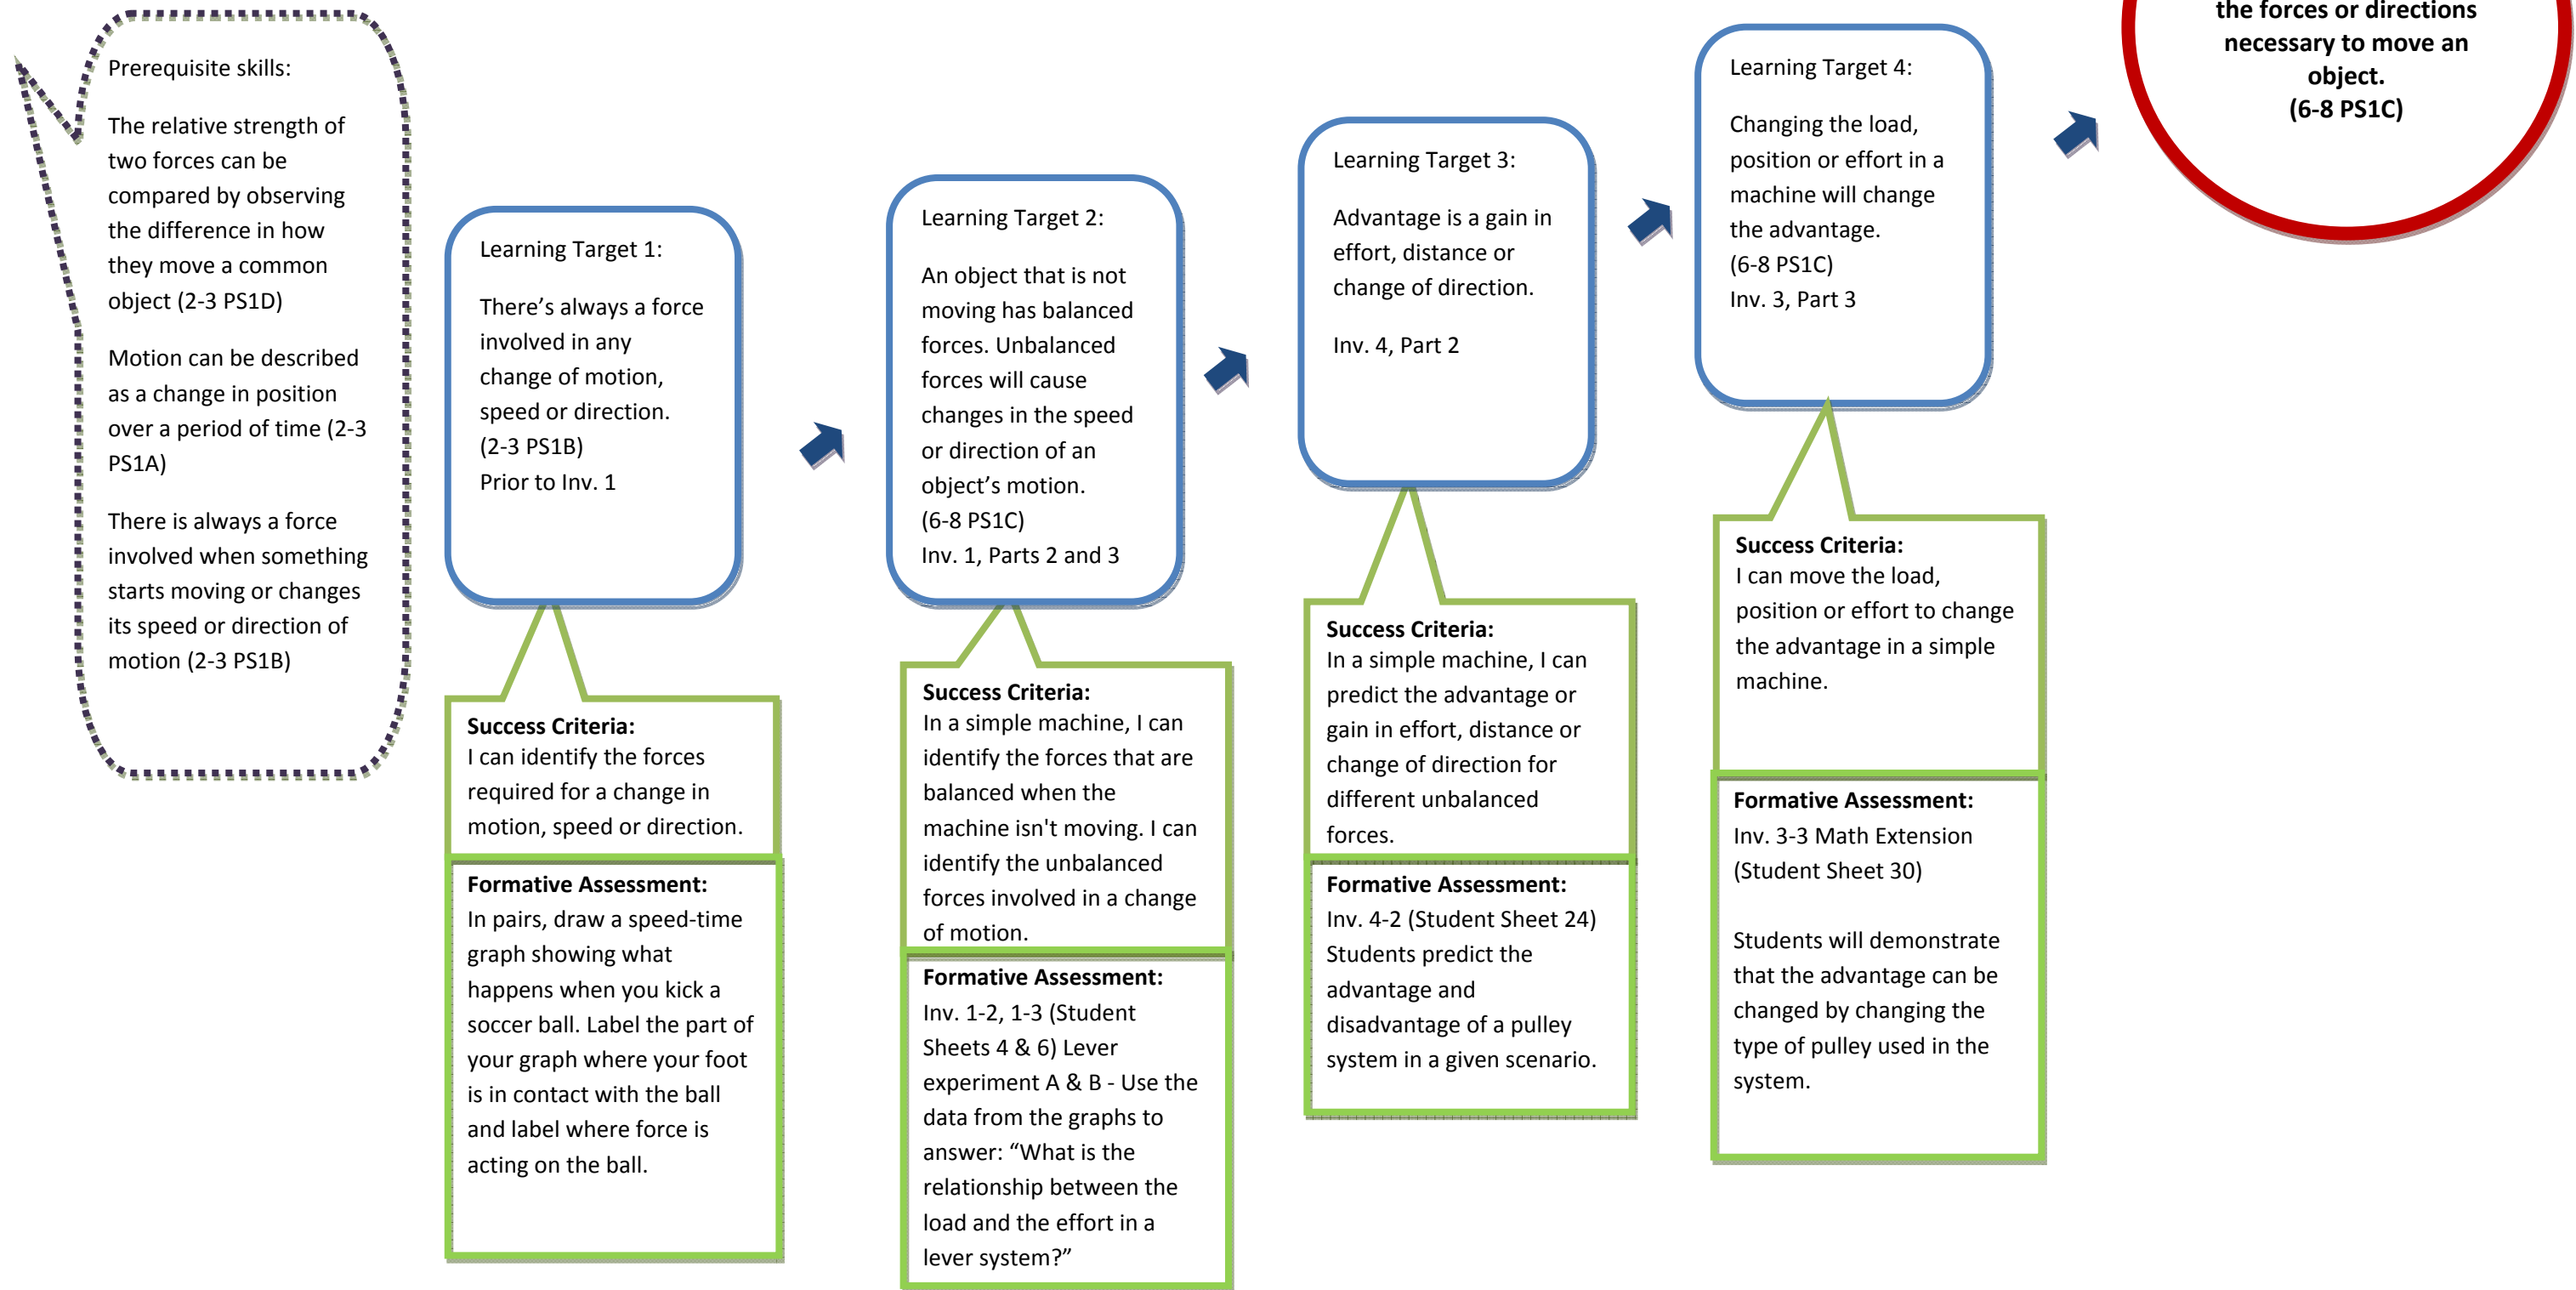 Prerequisite skills:
The relative strength of
two forces can be
compared by observing
the difference in how
they move a common
object (2-3 PS1D)
Motion can be described
as a change in position
over a period of time (2-3
PS1A)
There is always a force
involved when something
starts moving or changes
its speed or direction of
motion (2-3 PS1B)
Learning Target 1:
There’s always a force
involved in any
change of motion,
speed or direction.
(2-3 PS1B)
Prior to Inv. 1
Success Criteria:
I can identify the forces
required for a change in
motion, speed or direction.
Formative Assessment:
In pairs, draw a speed-time
graph showing what
happens when you kick a
soccer ball. Label the part of
your graph where your foot
is in contact with the ball
and label where force is
acting on the ball.
Learning Target 2:
An object that is not
moving has balanced
forces. Unbalanced
forces will cause
changes in the speed
or direction of an
object’s motion.
(6-8 PS1C)
Inv. 1, Parts 2 and 3
Success Criteria:
In a simple machine, I can
identify the forces that are
balanced when the
machine isn't moving. I can
identify the unbalanced
forces involved in a change
of motion.
Formative Assessment:
Inv. 1-2, 1-3 (Student
Sheets 4 & 6) Lever
experiment A & B - Use the
data from the graphs to
answer: “What is the
relationship between the
load and the effort in a
lever system?”
Learning Target 3:
Advantage is a gain in
effort, distance or
change of direction.
Inv. 4, Part 2
Success Criteria:
In a simple machine, I can
predict the advantage or
gain in effort, distance or
change of direction for
different unbalanced
forces.
Formative Assessment:
Inv. 4-2 (Student Sheet 24)
Students predict the
advantage and
disadvantage of a pulley
system in a given scenario.
Learning Target 4:
Changing the load,
position or effort in a
machine will change
the advantage.
(6-8 PS1C)
Inv. 3, Part 3
Success Criteria:
I can move the load,
position or effort to change
the advantage in a simple
machine.
Formative Assessment:
Inv. 3-3 Math Extension
(Student Sheet 30)
Students will demonstrate
that the advantage can be
changed by changing the
type of pulley used in the
system.
the forces or directions
necessary to move an
object.
(6-8 PS1C)